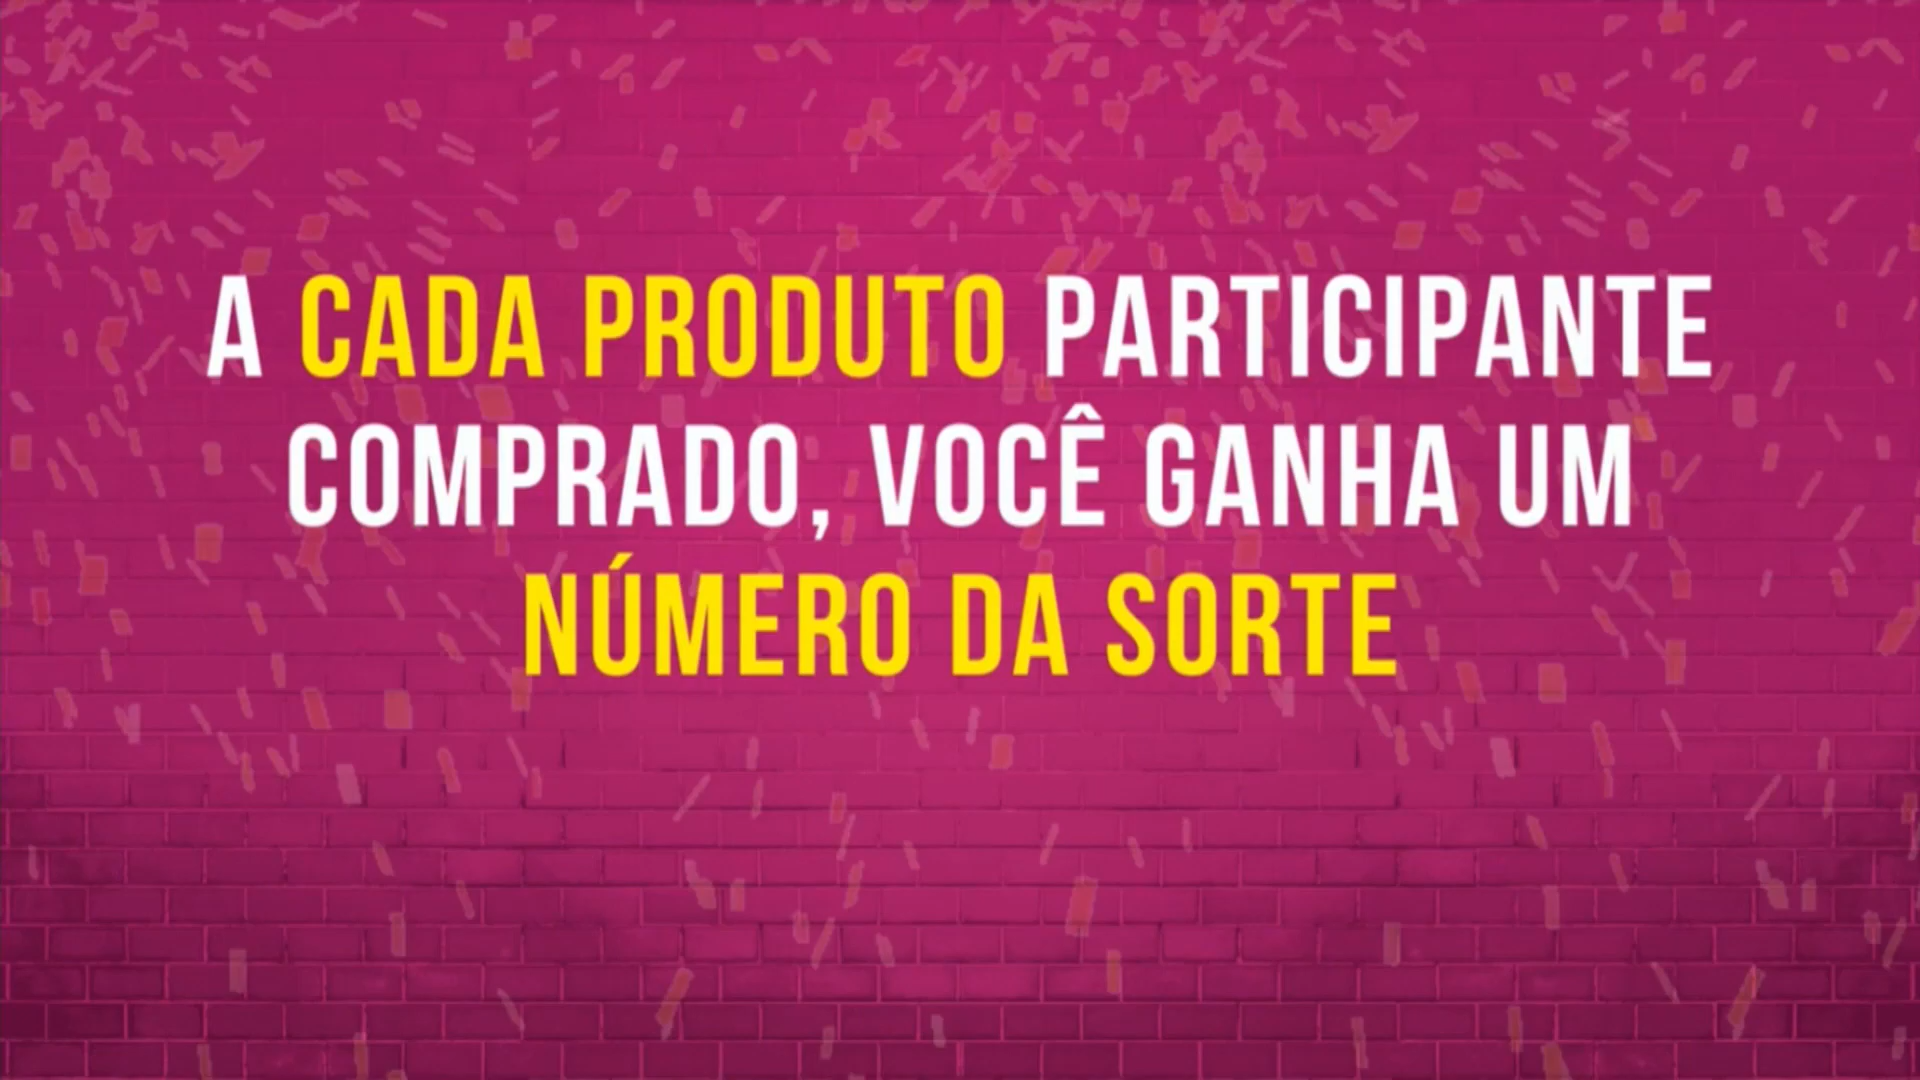 A CADA PRODUTO PARTICIPANTE
COMPRADO, VOCÊ GANHA UM
NÚMERO DA SORTE